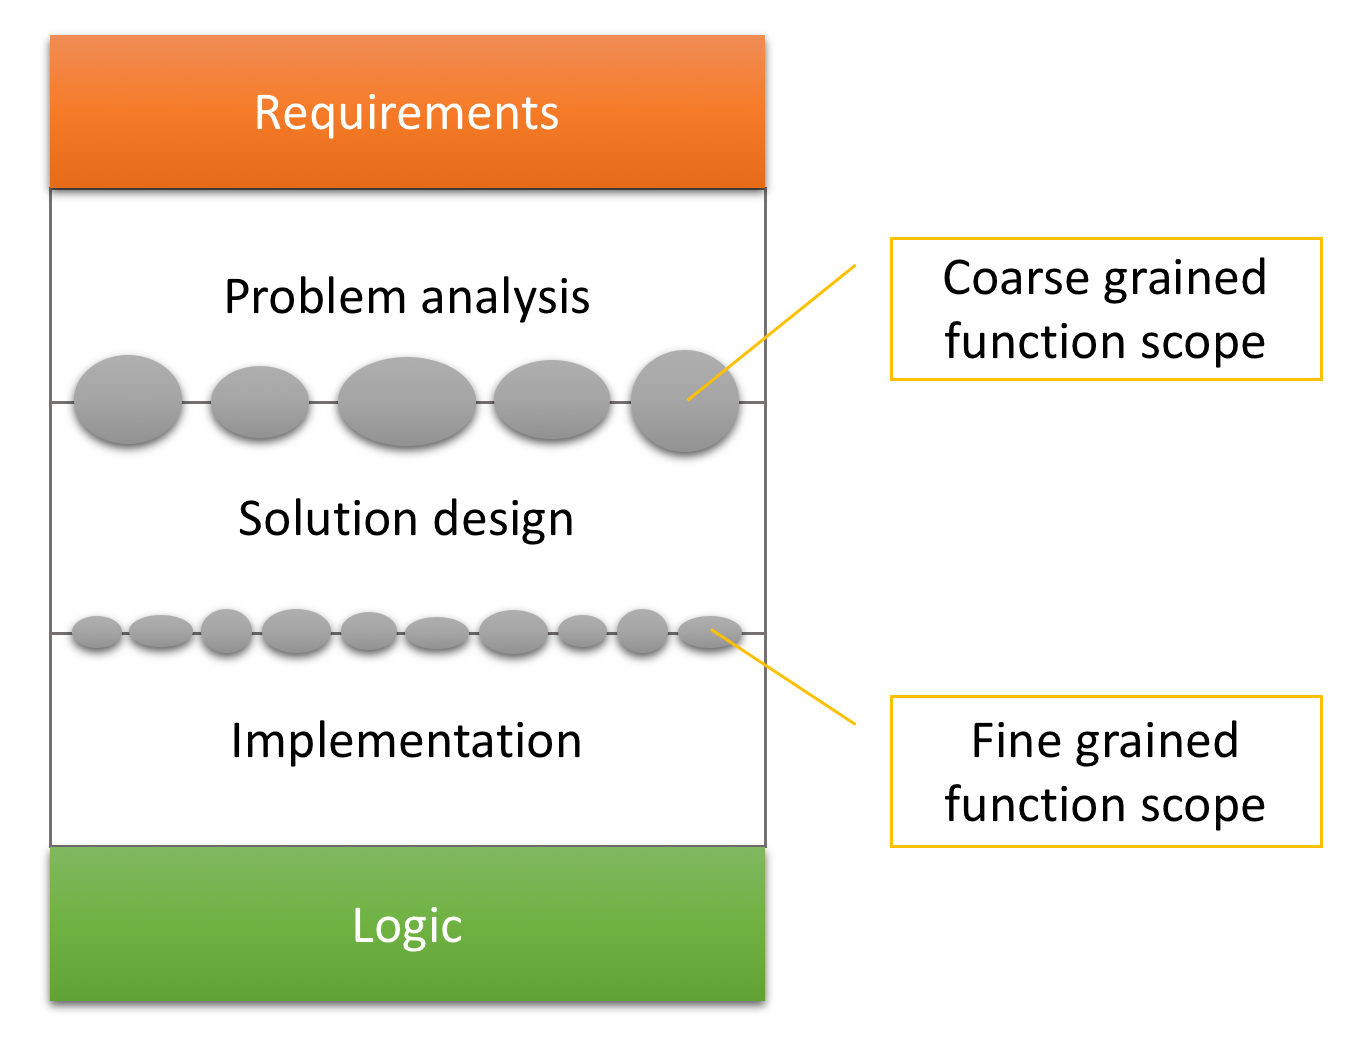 Requirements
Problem analysis
Coarse grained
function scope
Solution design
Implementation
Fine grained
function scope
Logic